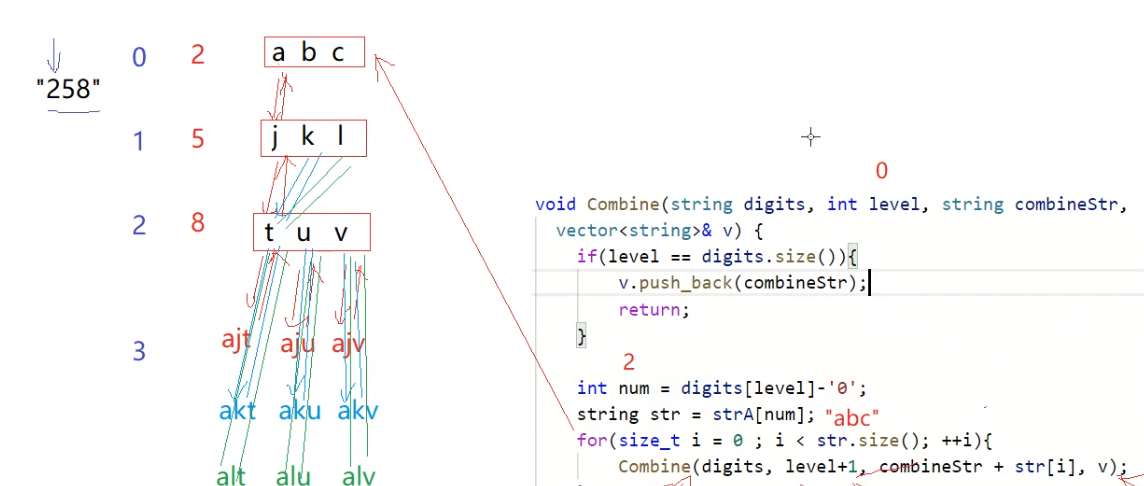 "258"
0 2 a b c
1 5 j k l
2 8 t u v
3 ajt aju ajv
akt aku akv
alt alu alv
0
void Combine(string digits, int level, string combineStr,
vector<string>& v) {
if(level == digits.size()){
v.push_back(combineStr);
return;
}
2
int num = digits[level]-'0';
string str = strA[num]; "abc"
for(size_t i = 0 ; i < str.size(); ++i){
Combine(digits, level+1, combineStr + str[i], v);